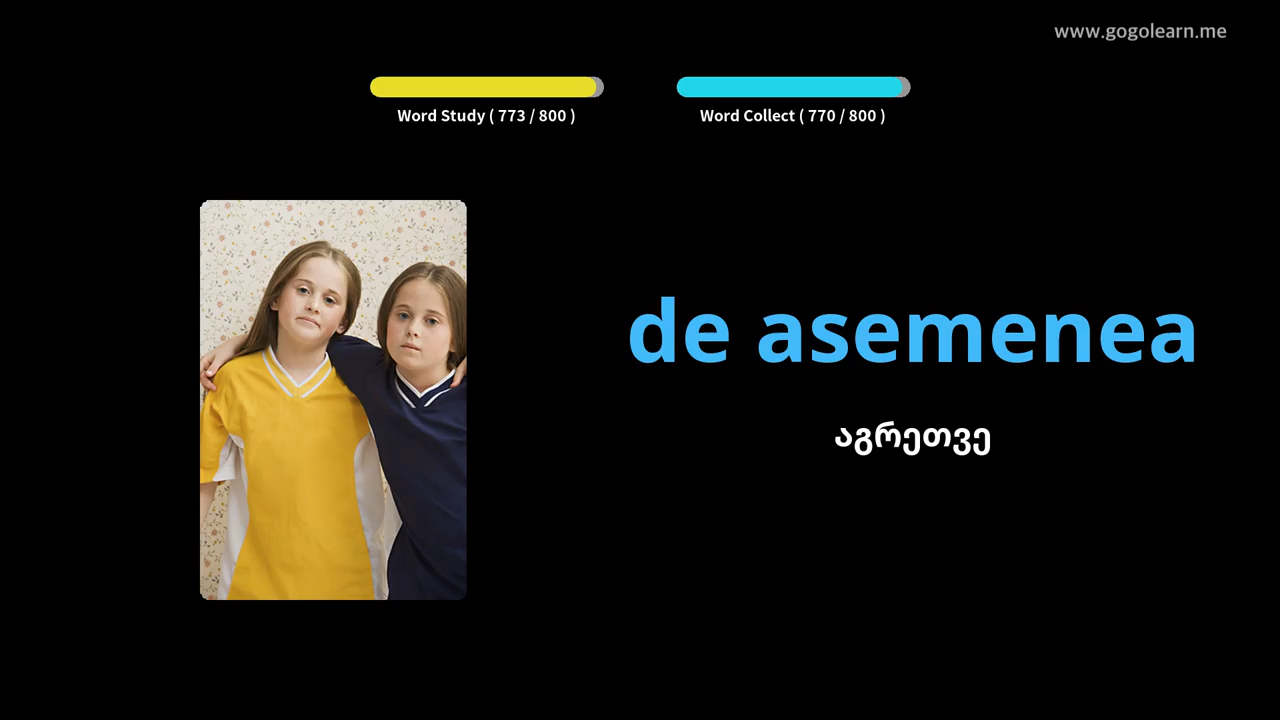 www.gogolearn.me
Word Study ( 773 / 800 )
Word Collect ( 770 / 800 )
de asemenea
აგრეთვე